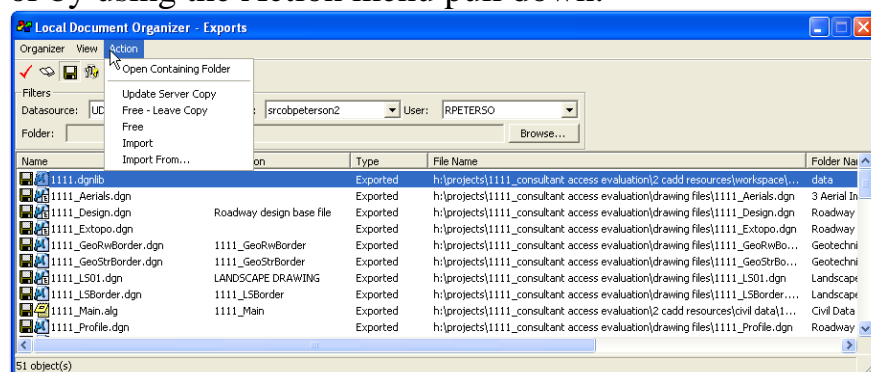 or by using the Action menu pull down.
Local Document Organizer - Exports
Organizer View Action
Open Containing Folder
Update Server Copy
Free - Leave Copy
Free
Import
Import From...
Filters
Datasource: UD : srcobpeterson2 User: RPETERSO
Folder: Browse...
Name on Type File Name Folder Na
1111.dgnlib Exported h:\projects\1111_consultant access evaluation\2 cadd resources\workspace\... data
1111_Aerials.dgn Exported h:\projects\1111_consultant access evaluation\drawing files\1111_Aerials.dgn 3 Aerial In
1111_Design.dgn Roadway design base file Exported h:\projects\1111_consultant access evaluation\drawing files\1111_Design.dgn Roadway
1111_Extopo.dgn Exported h:\projects\1111_consultant access evaluation\drawing files\1111_Extopo.dgn Roadway
1111_GeoRwBorder.dgn 1111_GeoRwBorder Exported h:\projects\1111_consultant access evaluation\drawing files\1111_GeoRwBo... Geotechni
1111_GeoStrBorder.dgn 1111_GeoStrBorder Exported h:\projects\1111_consultant access evaluation\drawing files\1111_GeoStrBo... Geotechni
1111_LS01.dgn LANDSCAPE DRAWING Exported h:\projects\1111_consultant access evaluation\drawing files\1111_LS01.dgn Landscape
1111_LSBorder.dgn 1111_LSBorder Exported h:\projects\1111_consultant access evaluation\drawing files\1111_LSBorder.... Landscape
1111_Main.alg 1111_Main Exported h:\projects\1111_consultant access evaluation\2 cadd resources\civil data\1... Civil Data
1111_Profile.dgn Exported h:\projects\1111_consultant access evaluation\drawing files\1111_Profile.dgn Roadway
51 object(s)